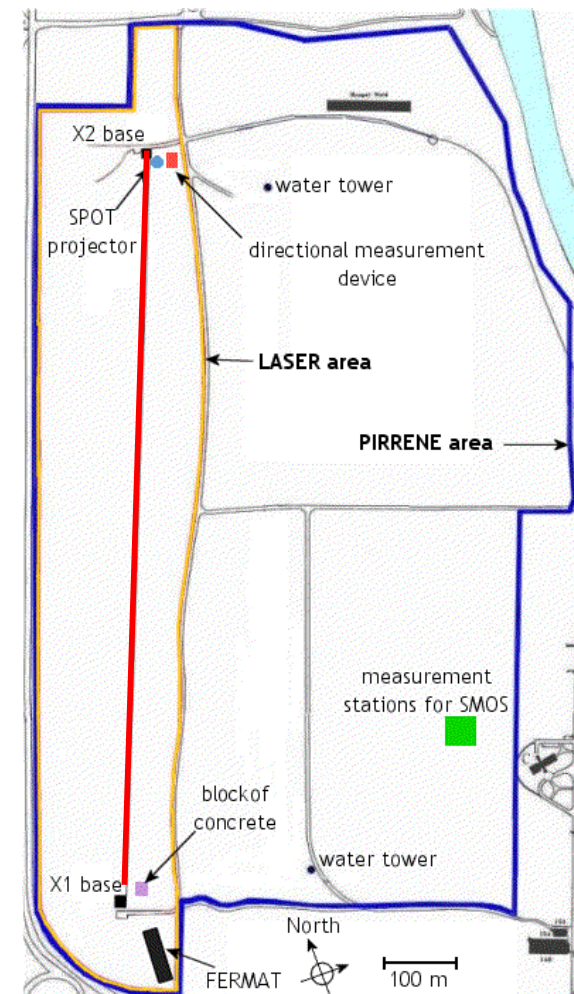 X2 base
water tower
SPOT
projector
directional measurement
device
LASER area
PIRRENE area
measurement
stations for SMOS
blockof
concrete
water tower
X1 base
North
FERMAT
100 m